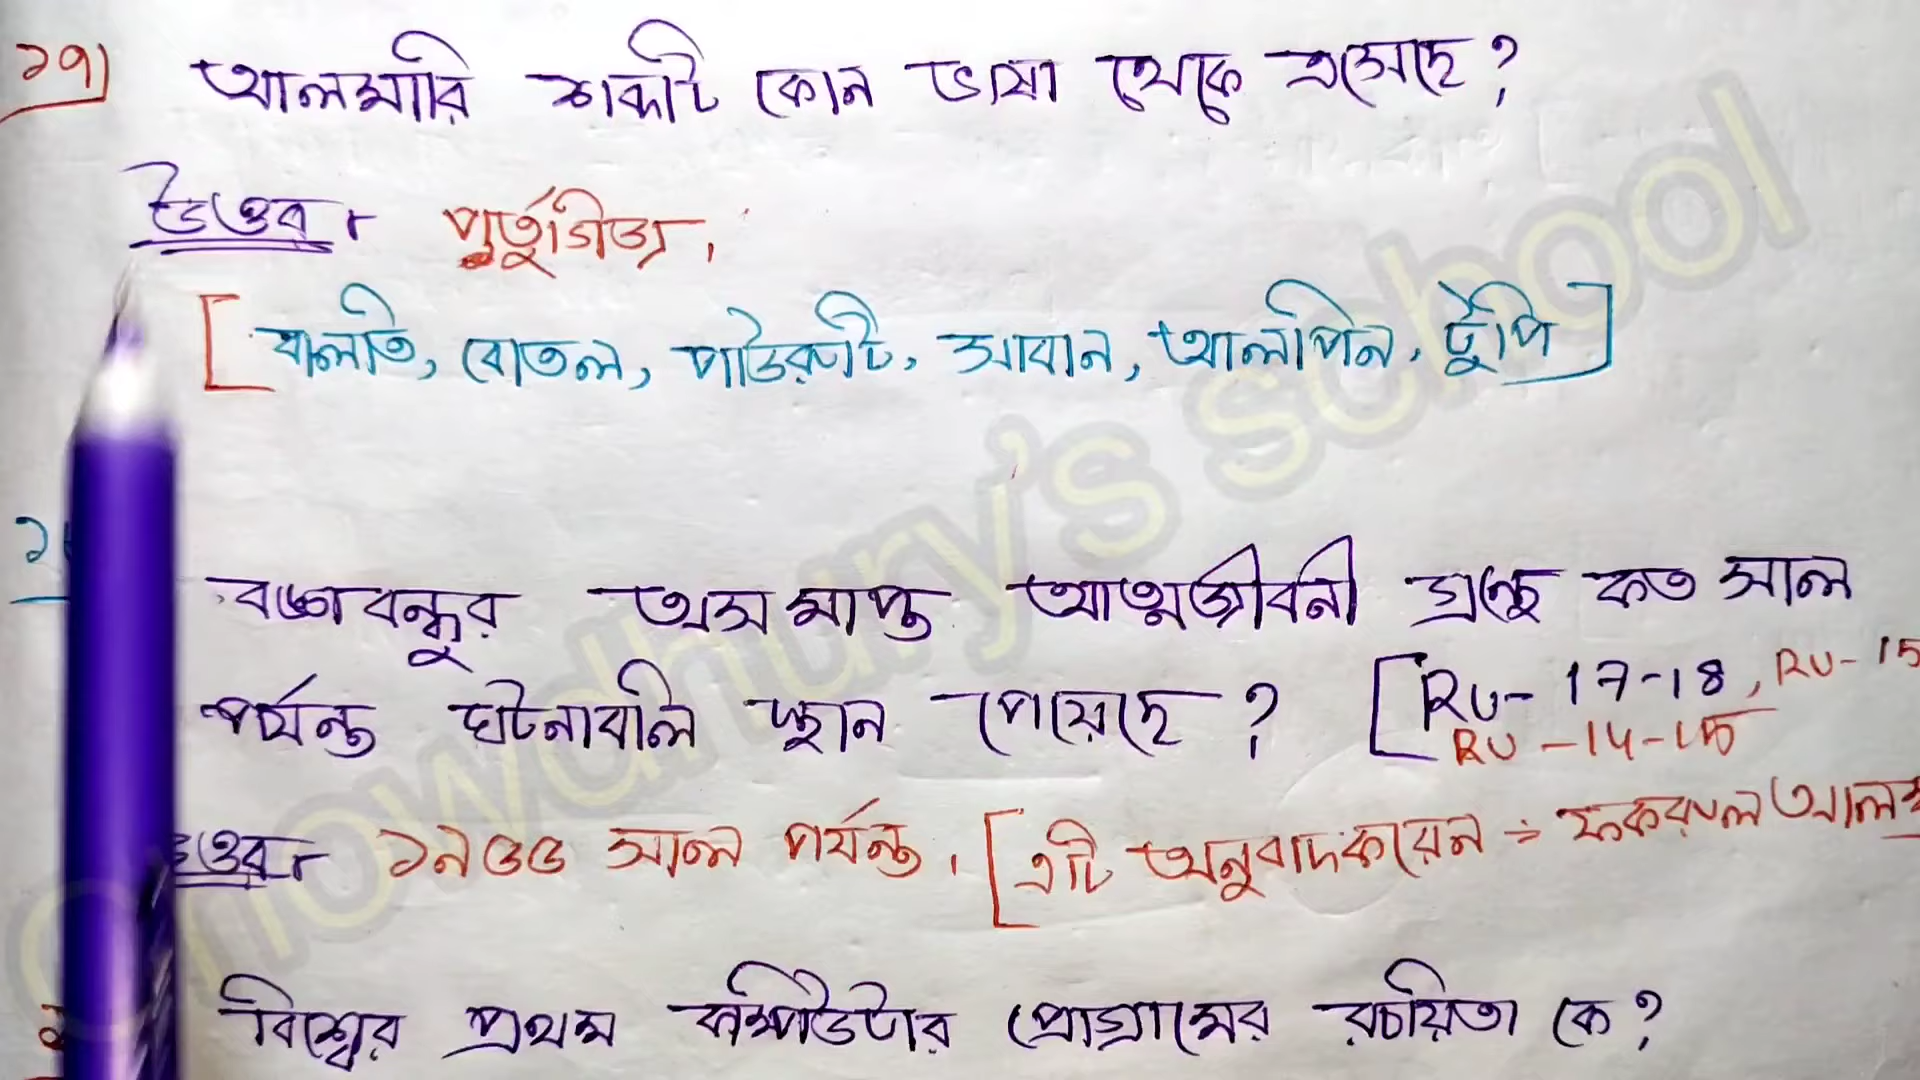 ১৭) আলমারি শব্দটি কোন ভাষা থেকে এসেছে?
উত্তরঃ পুর্তুগিজ।
[বালতি, বোতল, পাউরুটি, সাবান, আলপিন, টুপি]
বঙ্গবন্ধুর অসমাপ্ত আত্মজীবনী গ্রন্থে কত সাল
পর্যন্ত ঘটনাবলি স্থান পেয়েছে? [RU- 17-18, RU- 15
RU -14-15
উত্তরঃ ১৯৫৫ সাল পর্যন্ত। [এটি অনুবাদ করেন → ফকরুল আলম
বিশ্বের প্রথম কম্পিউটার প্রোগ্রামের রচয়িতা কে?
Chowdhury's school